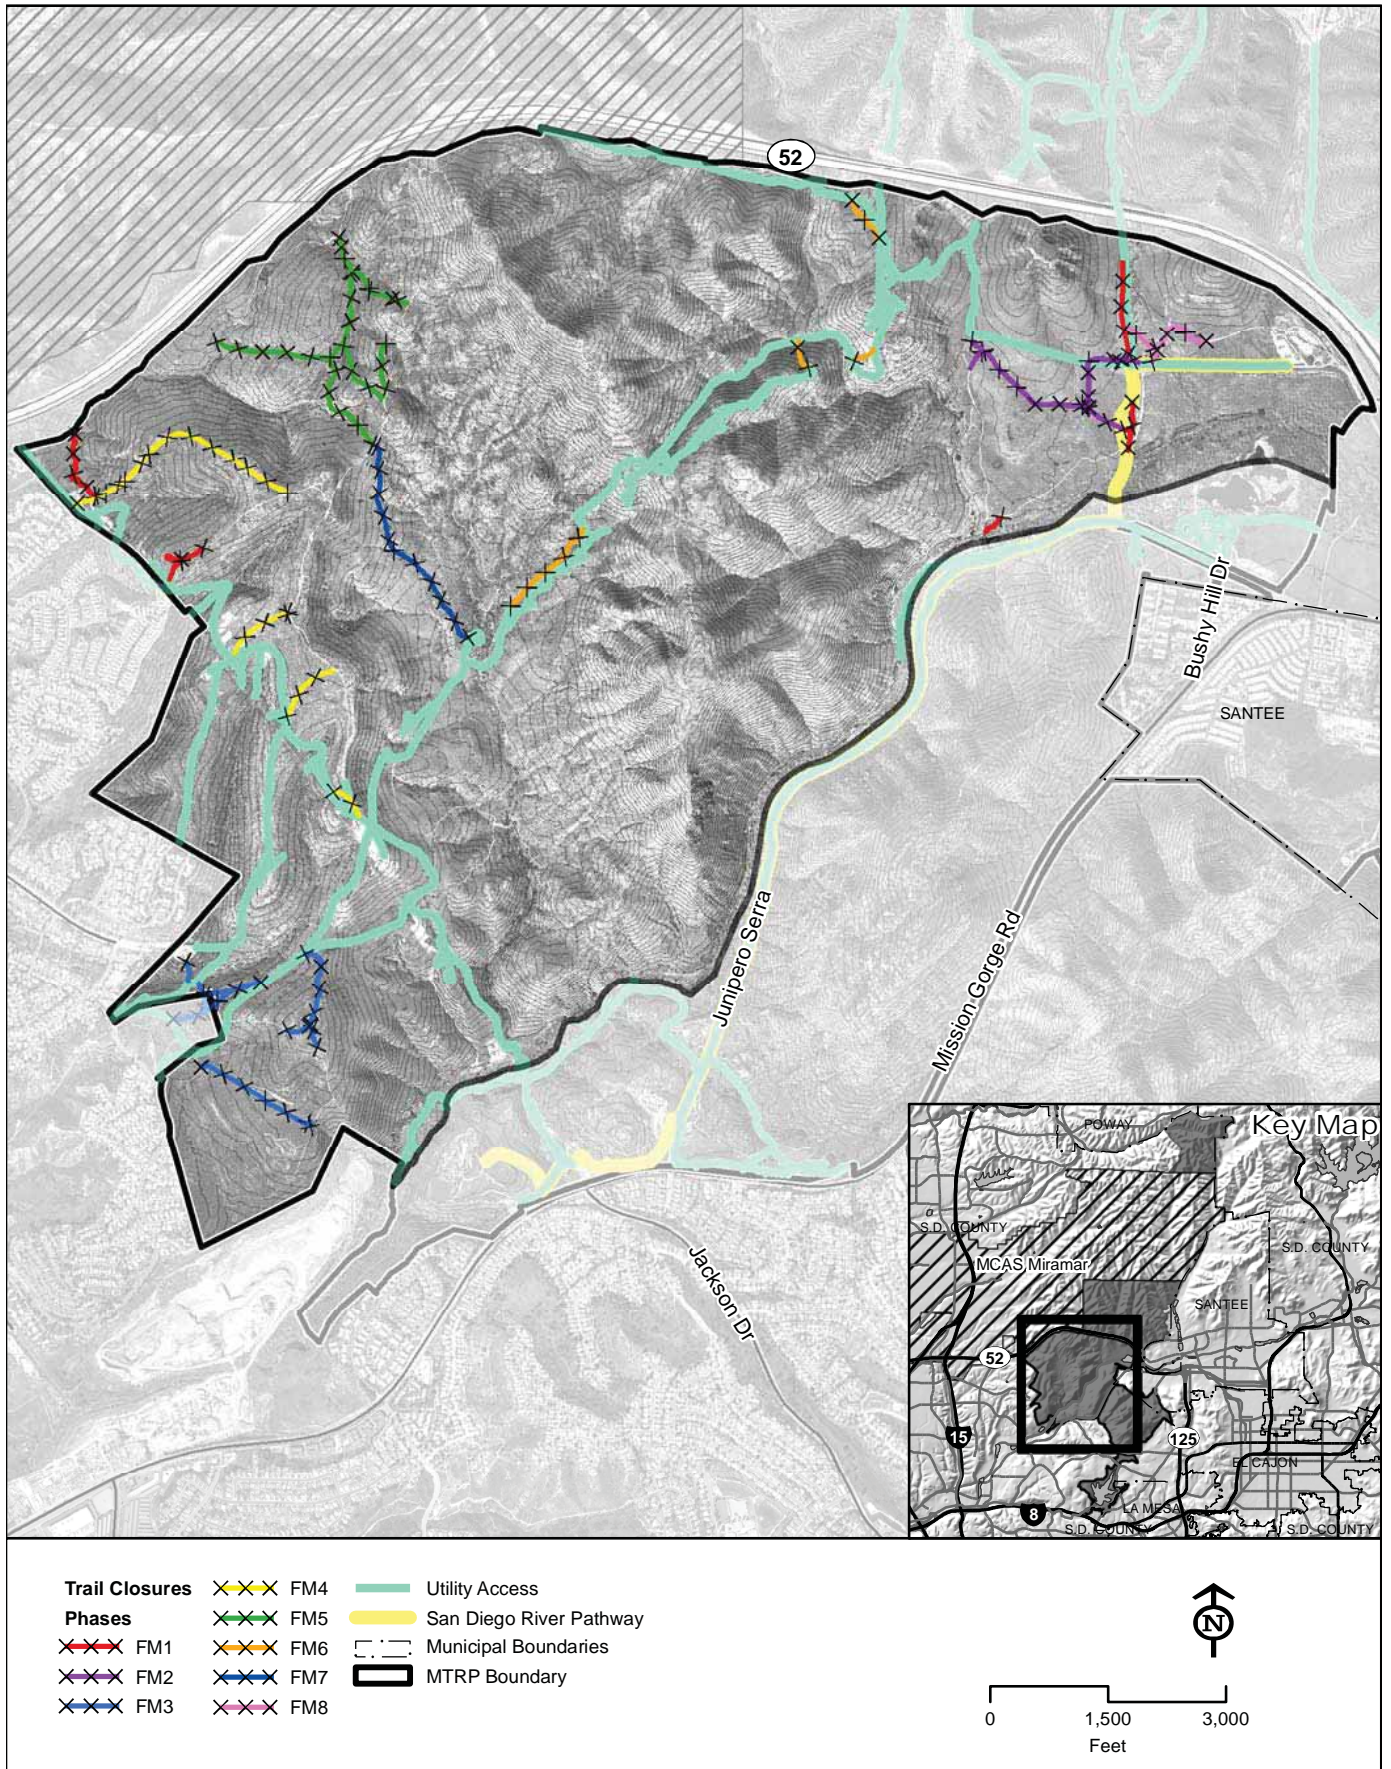 52
Bushy Hill Dr
SANTEE
Junipero Serra
Mission Gorge Rd
Jackson Dr
Key Map
POWAY
S.D. COUNTY
S.D. COUNTY
MCAS Miramar
SANTEE
52
15
125
EL CAJON
LA MESA
8
S.D. COUNTY
S.D. COUNTY
Trail Closures
Phases
FM1
FM2
FM3
FM4
FM5
FM6
FM7
FM8
Utility Access
San Diego River Pathway
Municipal Boundaries
MTRP Boundary
N
0 1,500 3,000
Feet